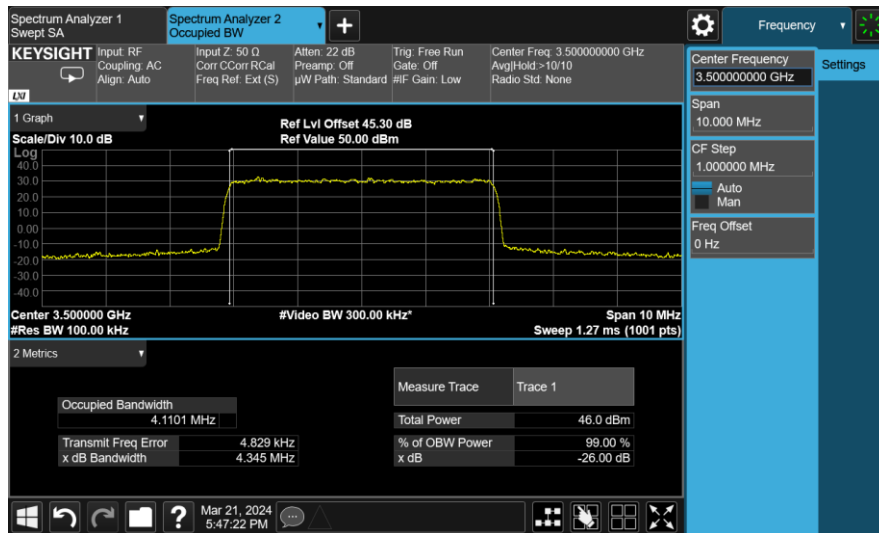 Spectrum Analyzer 1
Swept SA
Spectrum Analyzer 2
Occupied BW
Frequency
KEYSIGHT
LXI
Input: RF
Coupling: AC
Align: Auto
Input Z: 50 Ω
Corr CCorr RCal
Freq Ref: Ext (S)
Atten: 22 dB
Preamp: Off
µW Path: Standard
Trig: Free Run
Gate: Off
#IF Gain: Low
Center Freq: 3.500000000 GHz
Avg|Hold:>10/10
Radio Std: None
Center Frequency
3.500000000 GHz
Settings
Span
10.000 MHz
CF Step
1.000000 MHz
Auto
Man
Freq Offset
0 Hz
1 Graph
Scale/Div 10.0 dB
Ref Lvl Offset 45.30 dB
Ref Value 50.00 dBm
Log
40.0
30.0
20.0
10.0
0.00
-10.0
-20.0
-30.0
-40.0
Center 3.500000 GHz
#Res BW 100.00 kHz
#Video BW 300.00 kHz*
Span 10 MHz
Sweep 1.27 ms (1001 pts)
2 Metrics
Occupied Bandwidth
4.1101 MHz
Transmit Freq Error 4.829 kHz
x dB Bandwidth 4.345 MHz
Measure Trace Trace 1
Total Power 46.0 dBm
% of OBW Power 99.00 %
x dB -26.00 dB
?
Mar 21, 2024
5:47:22 PM